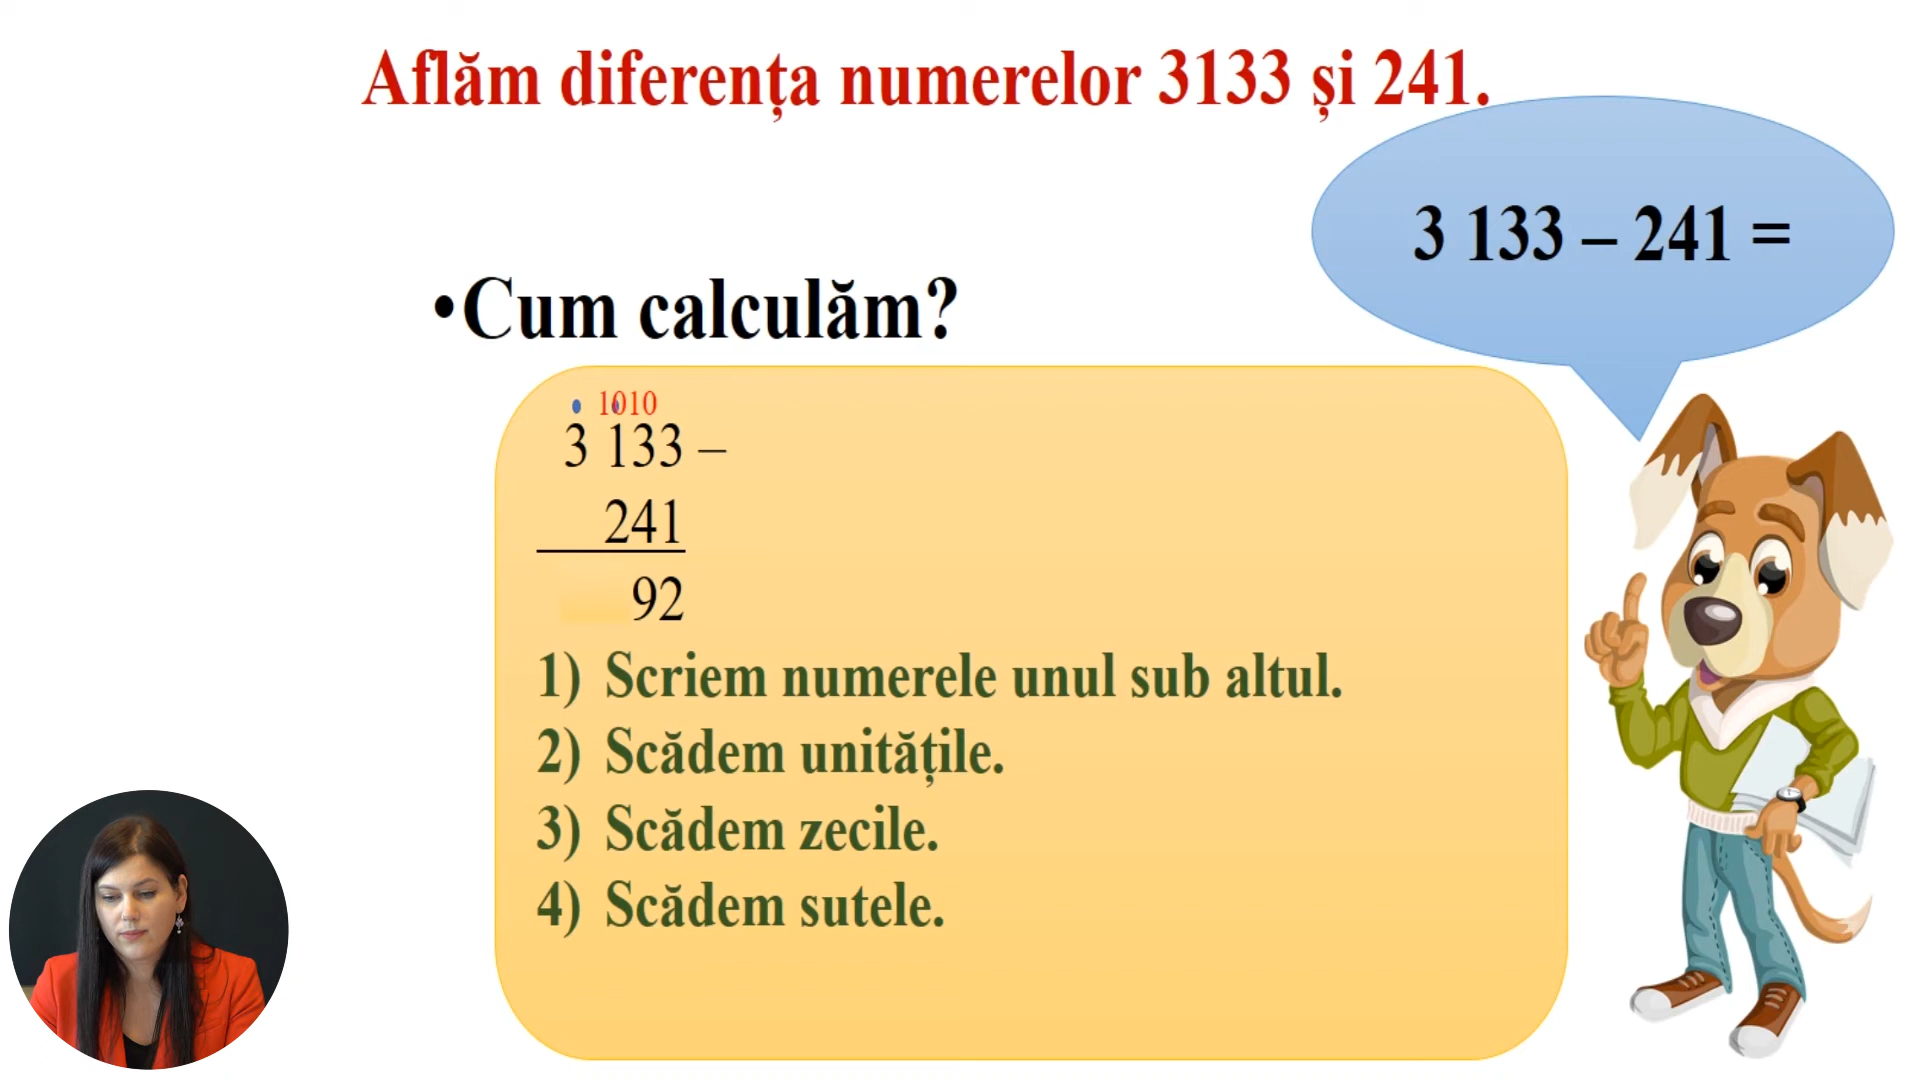 Aflăm diferența numerelor 3133 și 241.
3 133 – 241 =
•Cum calculăm?
1010
3 133 –
241
92
1) Scriem numerele unul sub altul.
2) Scădem unitățile.
3) Scădem zecile.
4) Scădem sutele.